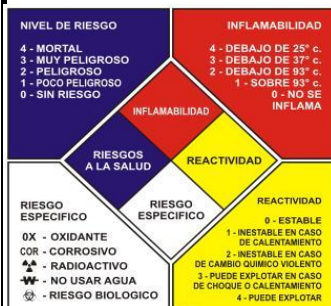 NIVEL DE RIESGO
4 - MORTAL
3 - MUY PELIGROSO
2 - PELIGROSO
1 - POCO PELIGROSO
0 - SIN RIESGO
INFLAMABILIDAD
4 - DEBAJO DE 25° c.
3 - DEBAJO DE 37° c.
2 - DEBAJO DE 93° c.
1 - SOBRE 93° c.
0 - NO SE
INFLAMA
INFLAMABILIDAD
RIESGOS
A LA SALUD
REACTIVIDAD
RIESGO
ESPECIFICO
RIESGO
ESPECIFICO
0X - OXIDANTE
COR - CORROSIVO
- RADIOACTIVO
W - NO USAR AGUA
- RIESGO BIOLOGICO
REACTIVIDAD
0 - ESTABLE
1 - INESTABLE EN CASO
DE CALENTAMIENTO
2 - INESTABLE EN CASO
DE CAMBIO QUIMICO VIOLENTO
3 - PUEDE EXPLOTAR EN CASO
DE CHOQUE O CALENTAMIENTO
4 - PUEDE EXPLOTAR